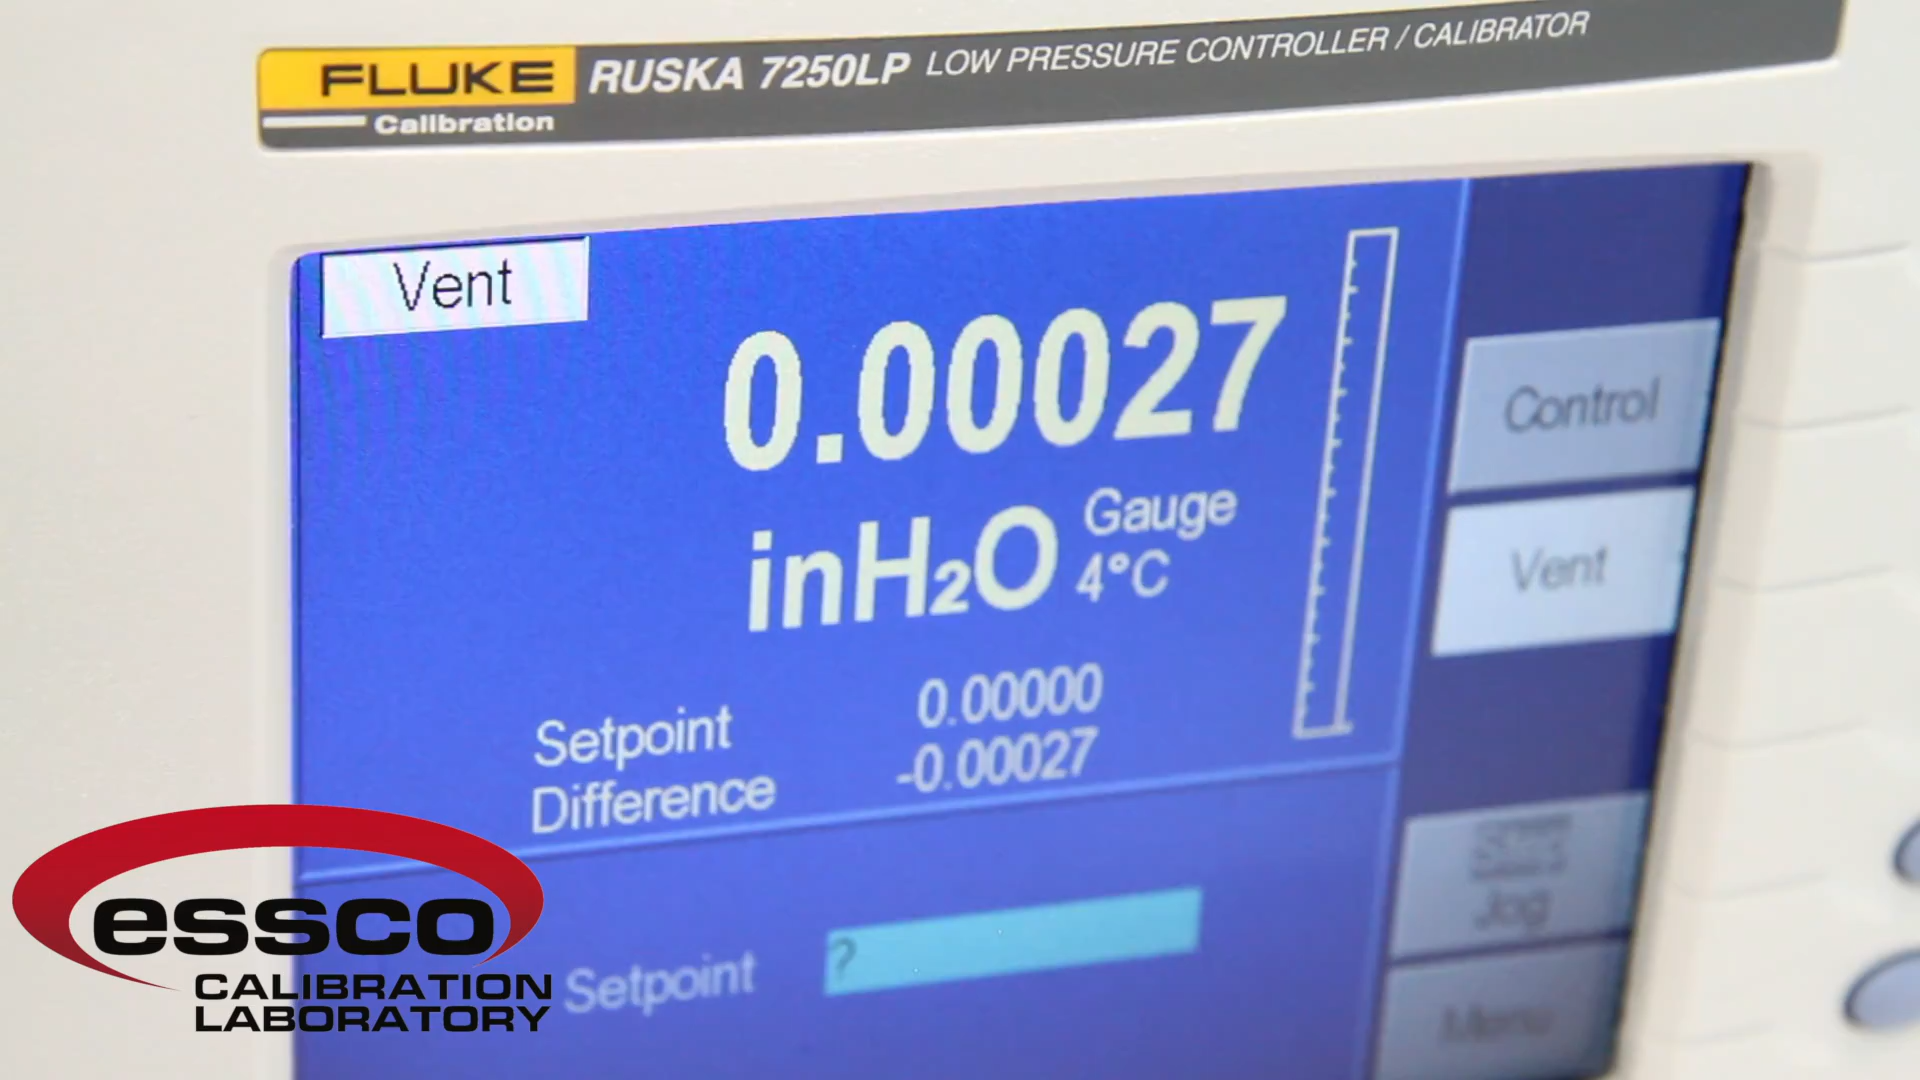 FLUKE
Calibration
RUSKA 7250LP LOW PRESSURE CONTROLLER / CALIBRATOR
Vent
0.00027
inH₂O Gauge
4°C
Setpoint 0.00000
Difference -0.00027
Setpoint ?
Control
Vent
Jog
Menu
essco
CALIBRATION
LABORATORY